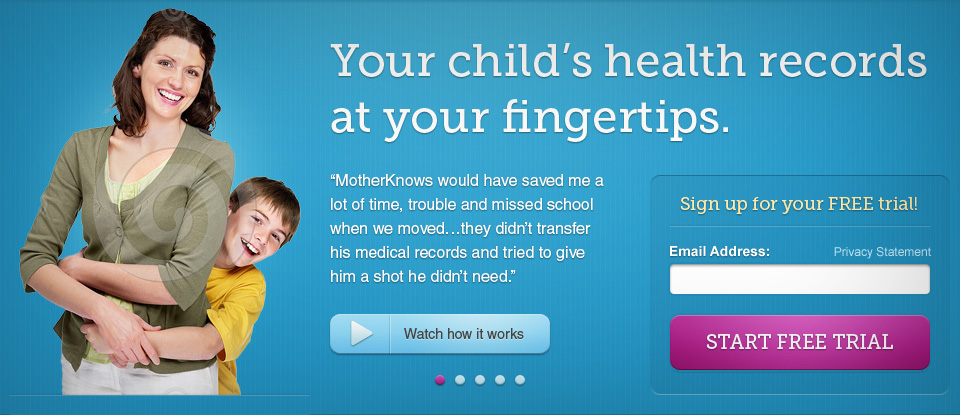 Your child’s health records
at your fingertips.
“MotherKnows would have saved me a
lot of time, trouble and missed school
when we moved…they didn’t transfer
his medical records and tried to give
him a shot he didn’t need.”
Watch how it works
Sign up for your FREE trial!
Email Address: Privacy Statement
START FREE TRIAL